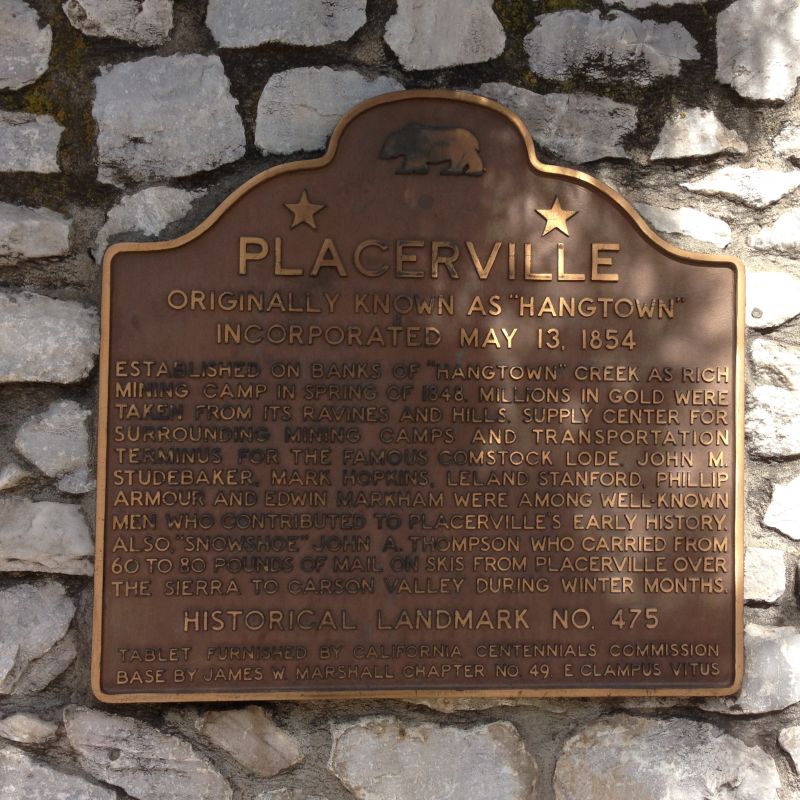 PLACERVILLE
ORIGINALLY KNOWN AS "HANGTOWN"
INCORPORATED MAY 13, 1854
ESTABLISHED ON BANKS OF "HANGTOWN" CREEK AS RICH
MINING CAMP IN SPRING OF 1848. MILLIONS IN GOLD WERE
TAKEN FROM ITS RAVINES AND HILLS. SUPPLY CENTER FOR
SURROUNDING MINING CAMPS AND TRANSPORTATION
TERMINUS FOR THE FAMOUS COMSTOCK LODE. JOHN M.
STUDEBAKER, MARK HOPKINS, LELAND STANFORD, PHILLIP
ARMOUR AND EDWIN MARKHAM WERE AMONG WELL-KNOWN
MEN WHO CONTRIBUTED TO PLACERVILLE'S EARLY HISTORY.
ALSO, "SNOWSHOE" JOHN A. THOMPSON WHO CARRIED FROM
60 TO 80 POUNDS OF MAIL ON SKIS FROM PLACERVILLE OVER
THE SIERRA TO CARSON VALLEY DURING WINTER MONTHS.
HISTORICAL LANDMARK NO. 475
TABLET FURNISHED BY CALIFORNIA CENTENNIALS COMMISSION
BASE BY JAMES W. MARSHALL CHAPTER NO. 49, E CLAMPUS VITUS